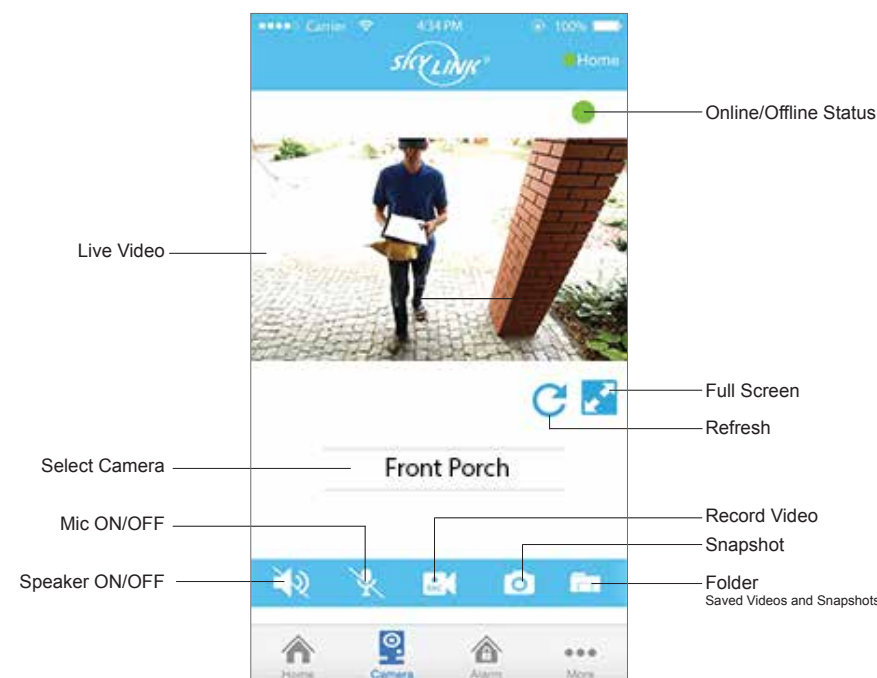 Carrier 4:34 PM 100%
SKYLINK®
Home
Online/Offline Status
Live Video
Full Screen
Refresh
Select Camera
Front Porch
Mic ON/OFF
Record Video
Snapshot
Speaker ON/OFF
REC
Folder
Saved Videos and Snapshots
Home Camera Alarm More